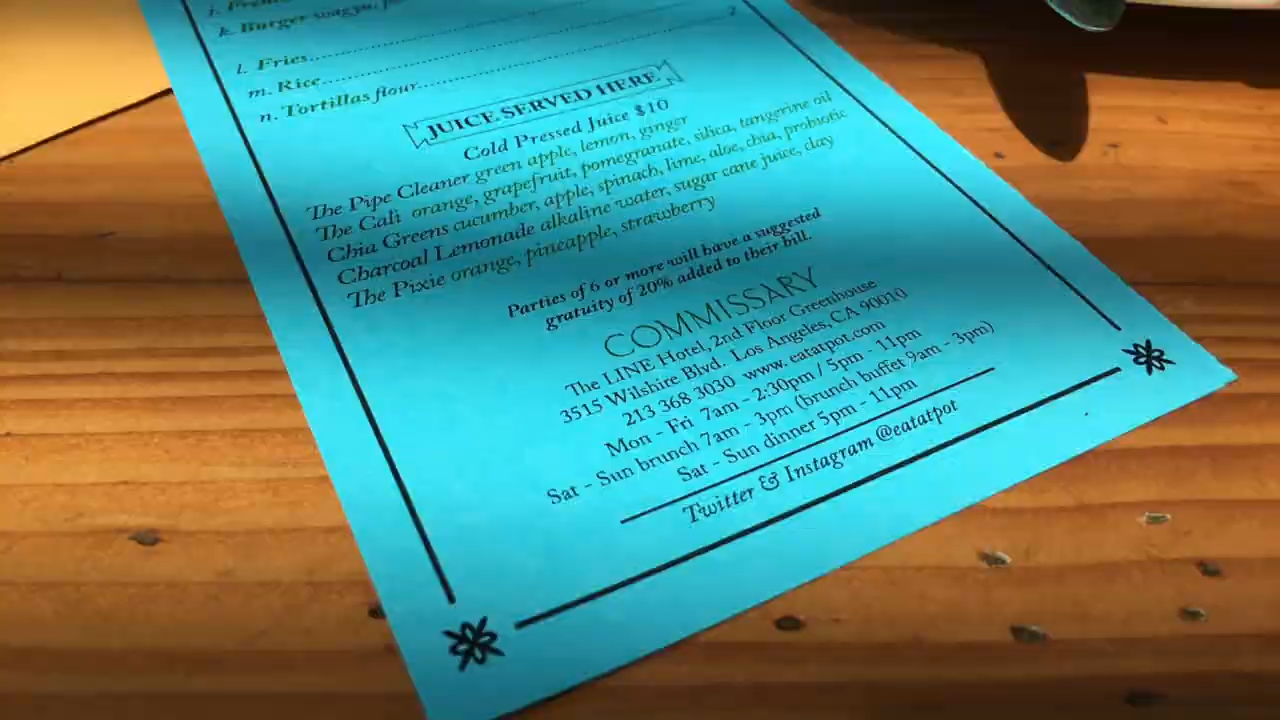 k. Burger wagyu,
l. Fries
m. Rice
n. Tortillas flour
JUICE SERVED HERE
Cold Pressed Juice $10
The Pipe Cleaner green apple, lemon, ginger
The Cali orange, grapefruit, pomegranate, silica, tangerine oil
Chia Greens cucumber, apple, spinach, lime, aloe, chia, probiotic
Charcoal Lemonade alkaline water, sugar cane juice, clay
The Pixie orange, pineapple, strawberry
Parties of 6 or more will have a suggested
gratuity of 20% added to their bill.
COMMISSARY
The LINE Hotel, 2nd Floor Greenhouse
3515 Wilshire Blvd. Los Angeles, CA 90010
213 368 3030 www.eatatpot.com
Mon - Fri 7am - 2:30pm / 5pm - 11pm
Sat - Sun brunch 7am - 3pm (brunch buffet 9am - 3pm)
Sat - Sun dinner 5pm - 11pm
Twitter & Instagram @eatatpot